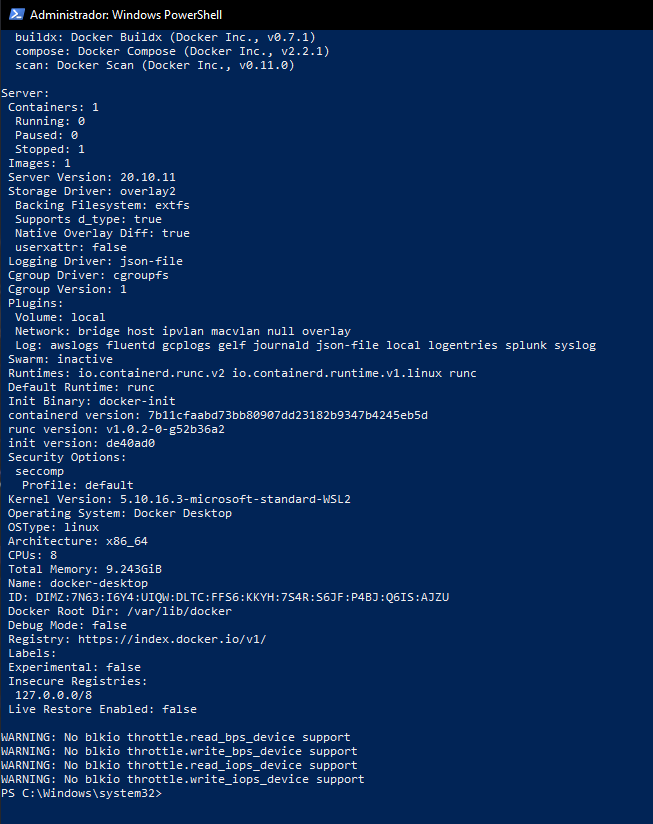 Administrador: Windows PowerShell
buildx: Docker Buildx (Docker Inc., v0.7.1)
compose: Docker Compose (Docker Inc., v2.2.1)
scan: Docker Scan (Docker Inc., v0.11.0)
Server:
Containers: 1
Running: 0
Paused: 0
Stopped: 1
Images: 1
Server Version: 20.10.11
Storage Driver: overlay2
Backing Filesystem: extfs
Supports d_type: true
Native Overlay Diff: true
userxattr: false
Logging Driver: json-file
Cgroup Driver: cgroupfs
Cgroup Version: 1
Plugins:
Volume: local
Network: bridge host ipvlan macvlan null overlay
Log: awslogs fluentd gcplogs gelf journald json-file local logentries splunk syslog
Swarm: inactive
Runtimes: io.containerd.runc.v2 io.containerd.runtime.v1.linux runc
Default Runtime: runc
Init Binary: docker-init
containerd version: 7b11cfaabd73bb80907dd23182b9347b4245eb5d
runc version: v1.0.2-0-g52b36a2
init version: de40ad0
Security Options:
seccomp
Profile: default
Kernel Version: 5.10.16.3-microsoft-standard-WSL2
Operating System: Docker Desktop
OSType: linux
Architecture: x86_64
CPUs: 8
Total Memory: 9.243GiB
Name: docker-desktop
ID: DIMZ:7N63:I6Y4:UIQW:DLTC:FFS6:KKYH:7S4R:S6JF:P4BJ:Q6IS:AJZU
Docker Root Dir: /var/lib/docker
Debug Mode: false
Registry: https://index.docker.io/v1/
Labels:
Experimental: false
Insecure Registries:
127.0.0.0/8
Live Restore Enabled: false
WARNING: No blkio throttle.read_bps_device support
WARNING: No blkio throttle.write_bps_device support
WARNING: No blkio throttle.read_iops_device support
WARNING: No blkio throttle.write_iops_device support
PS C:\Windows\system32>